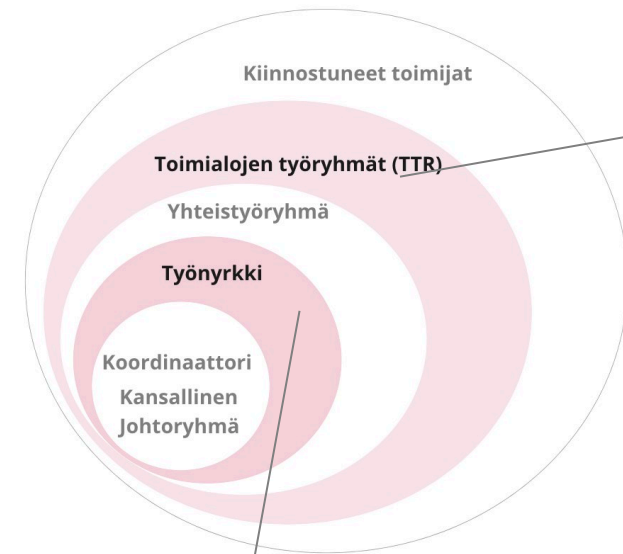 Kiinnostuneet toimijat
Toimialojen työryhmät (TTR)
Yhteistyöryhmä
Työnyrkki
Koordinaattori
Kansallinen
Johtoryhmä